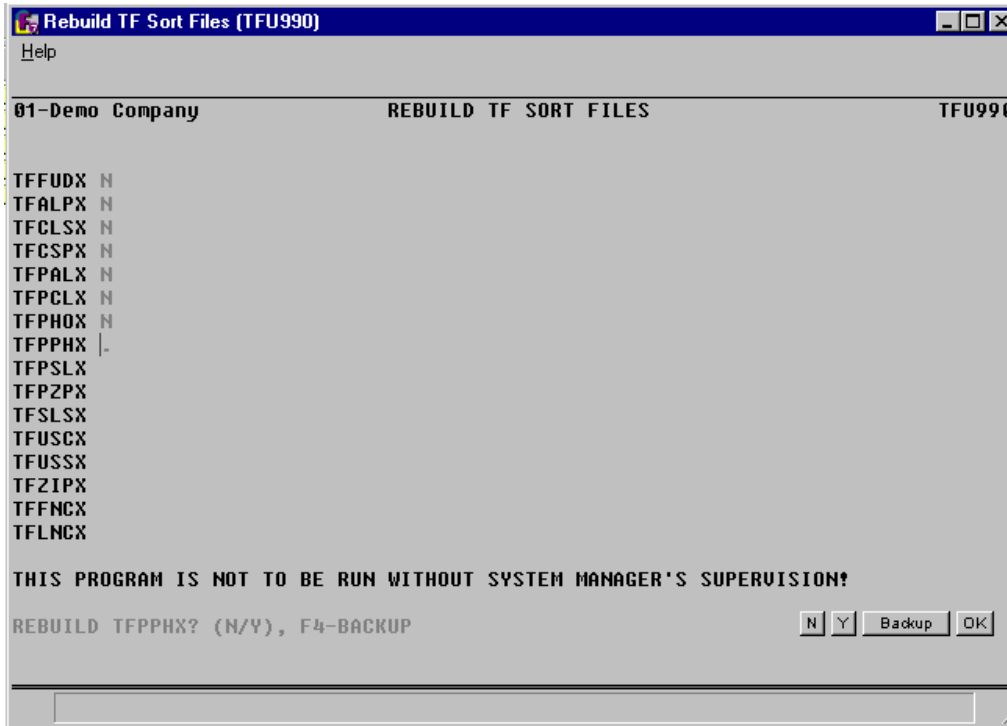 Rebuild TF Sort Files (TFU990)
Help
01-Demo Company REBUILD TF SORT FILES TFU990
TFFUDX N
TFALPX N
TFCLSX N
TFCSPX N
TFPALX N
TFPCLX N
TFPHOX N
TFPPHX .
TFPSLX
TFPZPX
TFSLSX
TFUSCX
TFUSSX
TFZIPX
TFFNCX
TFLNCX
THIS PROGRAM IS NOT TO BE RUN WITHOUT SYSTEM MANAGER'S SUPERVISION!
REBUILD TFPPHX? (N/Y), F4-BACKUP N Y Backup OK